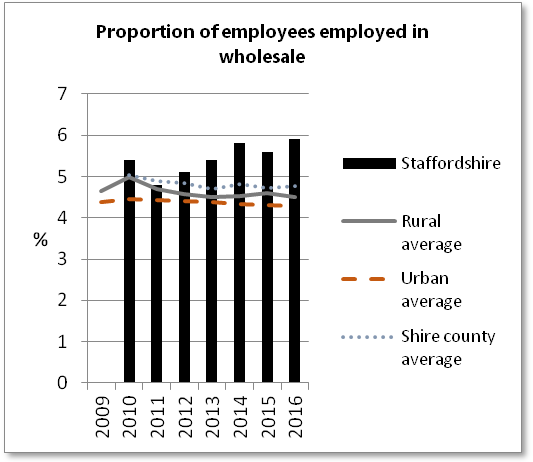 Proportion of employees employed in
wholesale
7
6
5
4
3
2
1
0
%
2009
2010
2011
2012
2013
2014
2015
2016
Staffordshire
Rural
average
Urban
average
Shire county
average